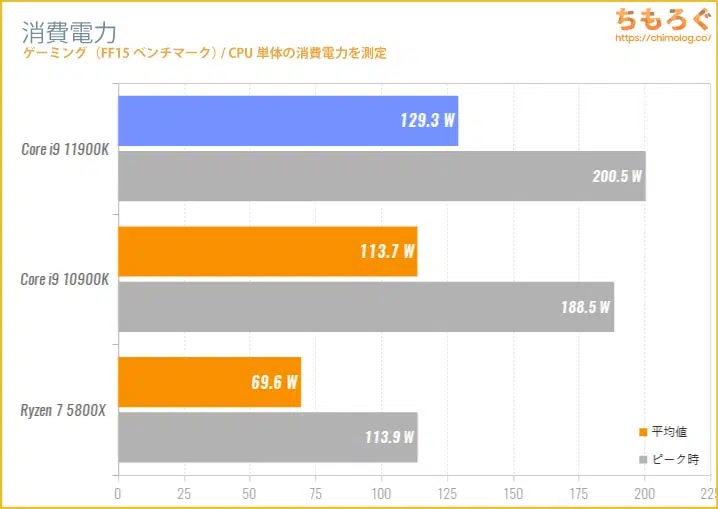 消費電力
ちもろぐ
https://chimolog.co/
ゲーミング（FF15 ベンチマーク）/ CPU 単体の消費電力を測定
Core i9 11900K
129.3 W
200.5 W
Core i9 10900K
113.7 W
188.5 W
Ryzen 7 5800X
69.6 W
113.9 W
平均値
ピーク時
0 25 50 75 100 125 150 175 200 225